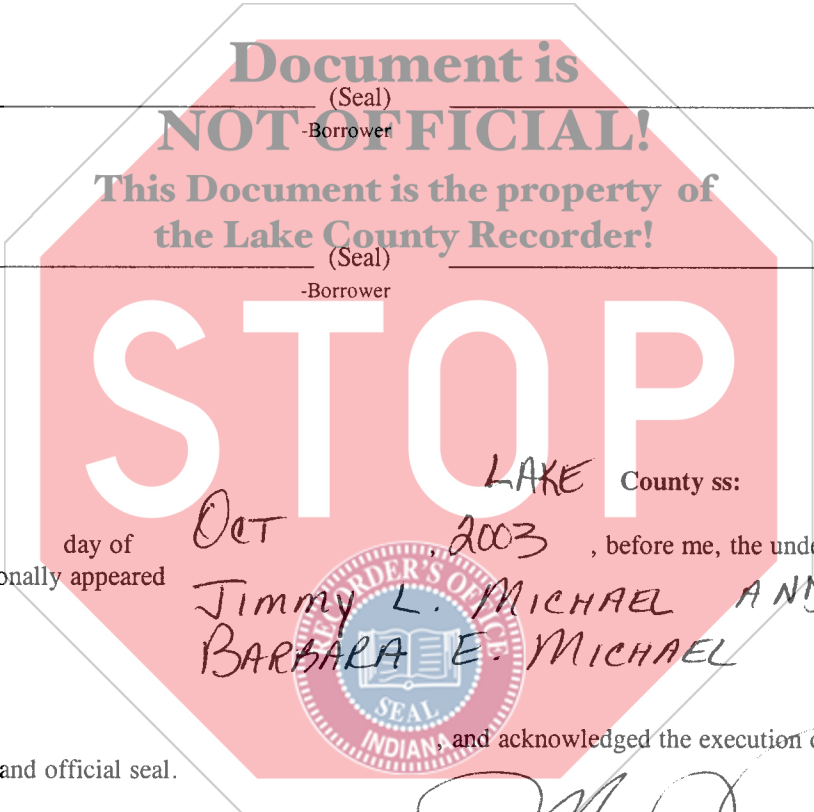 Document is
(Seal)
NOT OFFICIAL!
-Borrower
This Document is the property of
the Lake County Recorder!
(Seal)
-Borrower
STOP
LAKE County ss:
day of OCT , 2003 , before me, the unde
onally appeared JIMMY L. MICHAEL AND
BARBARA E. MICHAEL
RECORDER'S OFFICE
SEAL
INDIANA
, and acknowledged the execution o
and official seal.